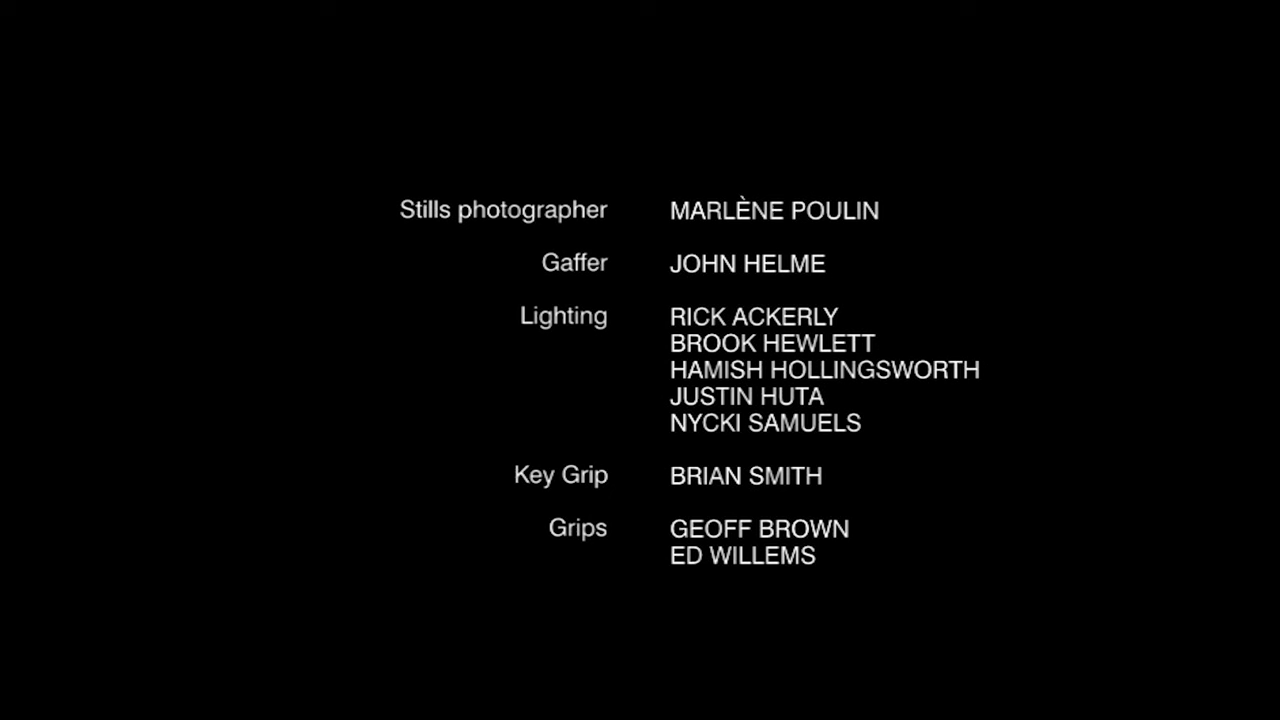 Stills photographer MARLÈNE POULIN
Gaffer JOHN HELME
Lighting RICK ACKERLY
BROOK HEWLETT
HAMISH HOLLINGSWORTH
JUSTIN HUTA
NYCKI SAMUELS
Key Grip BRIAN SMITH
Grips GEOFF BROWN
ED WILLEMS